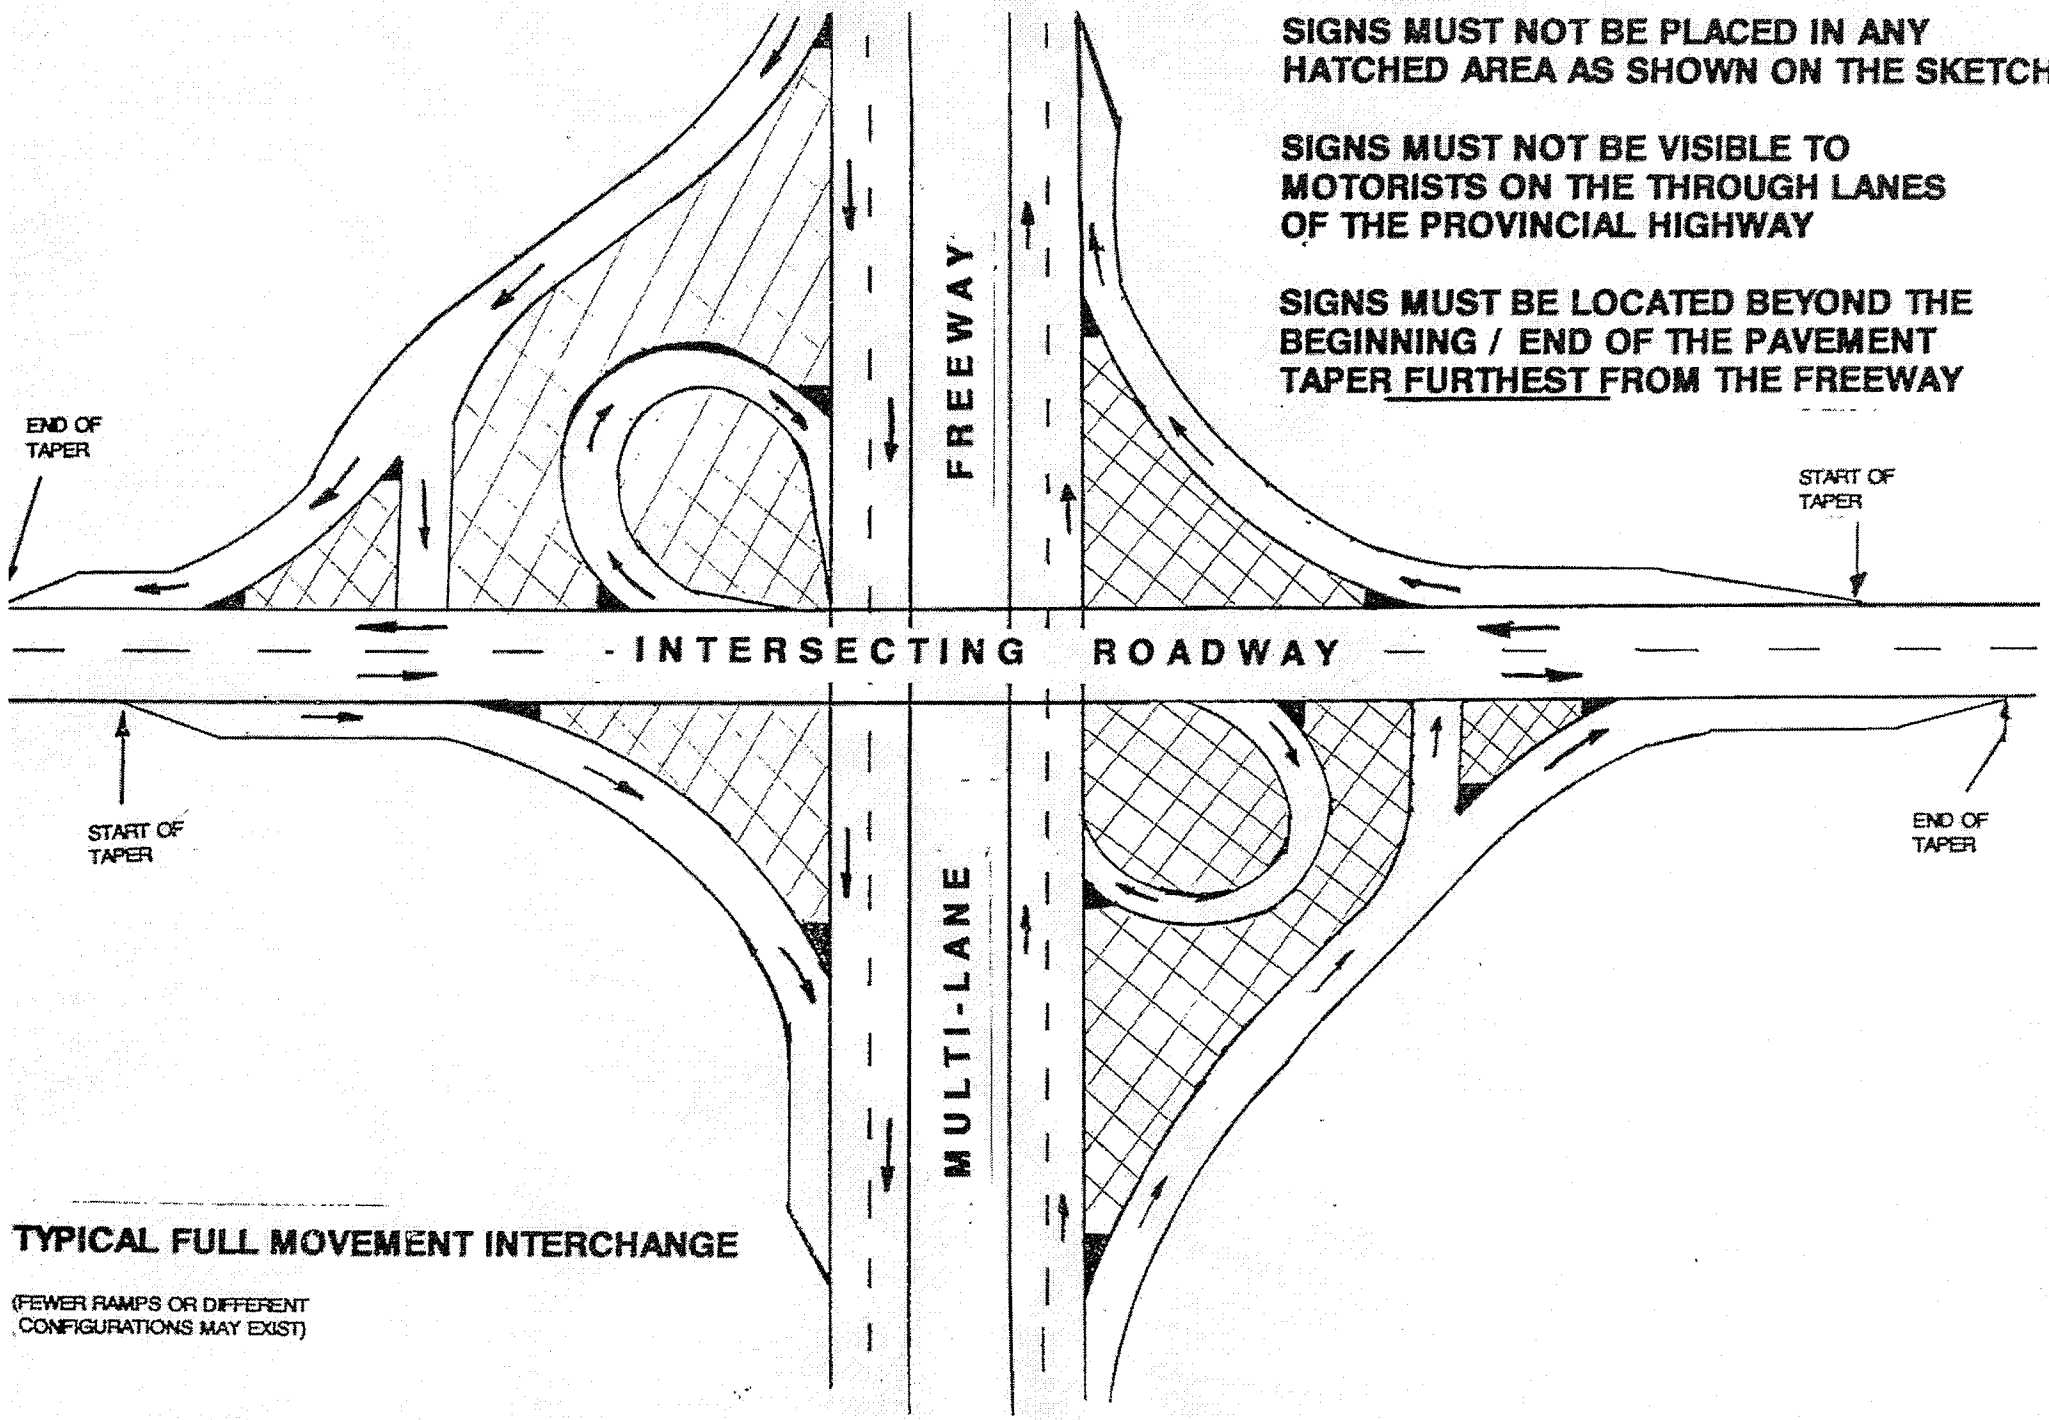 SIGNS MUST NOT BE PLACED IN ANY
HATCHED AREA AS SHOWN ON THE SKETCH
SIGNS MUST NOT BE VISIBLE TO
MOTORISTS ON THE THROUGH LANES
OF THE PROVINCIAL HIGHWAY
SIGNS MUST BE LOCATED BEYOND THE
BEGINNING / END OF THE PAVEMENT
TAPER FURTHEST FROM THE FREEWAY
FREEWAY
END OF
TAPER
START OF
TAPER
INTERSECTING ROADWAY
START OF
TAPER
END OF
TAPER
MULTI-LANE
TYPICAL FULL MOVEMENT INTERCHANGE
(FEWER RAMPS OR DIFFERENT
CONFIGURATIONS MAY EXIST)